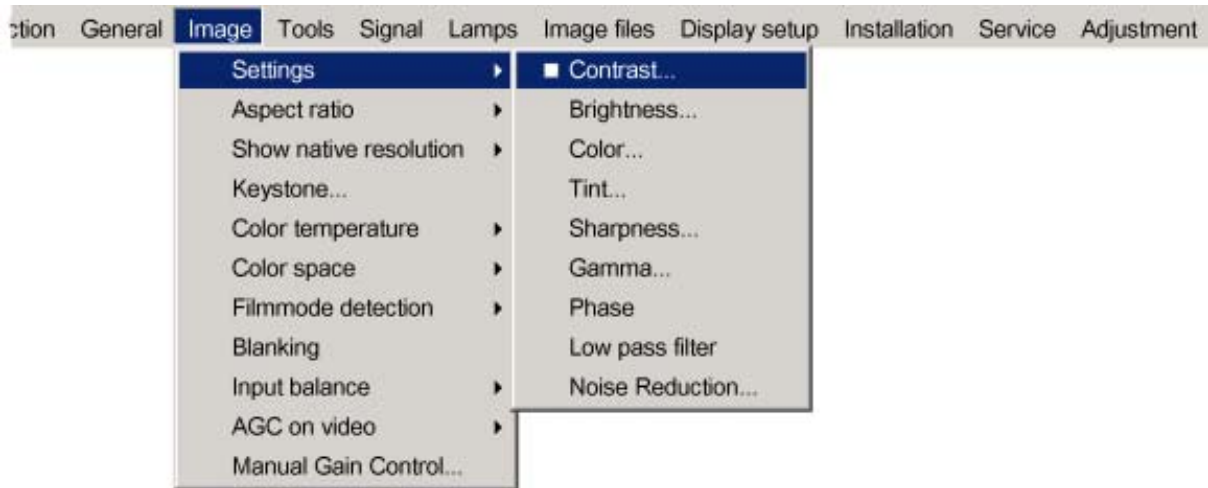 ction General Image Tools Signal Lamps Image files Display setup Installation Service Adjustment
Settings
Aspect ratio
Show native resolution
Keystone...
Color temperature
Color space
Filmmode detection
Blanking
Input balance
AGC on video
Manual Gain Control...
Contrast...
Brightness...
Color...
Tint...
Sharpness...
Gamma...
Phase
Low pass filter
Noise Reduction...